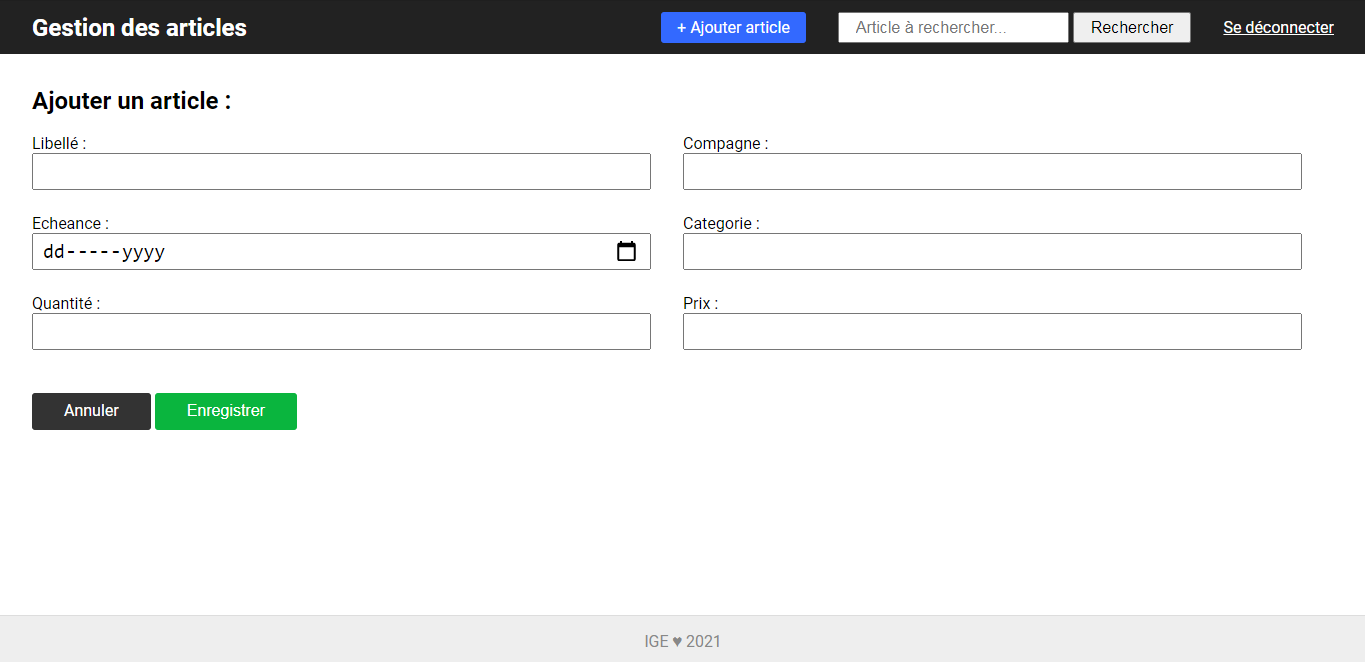 Gestion des articles
+ Ajouter article
Article à rechercher...
Rechercher
Se déconnecter
Ajouter un article :
Libellé :
Compagne :
Echeance :
Categorie :
dd-----yyyy
Quantité :
Prix :
Annuler
Enregistrer
IGE ♥ 2021